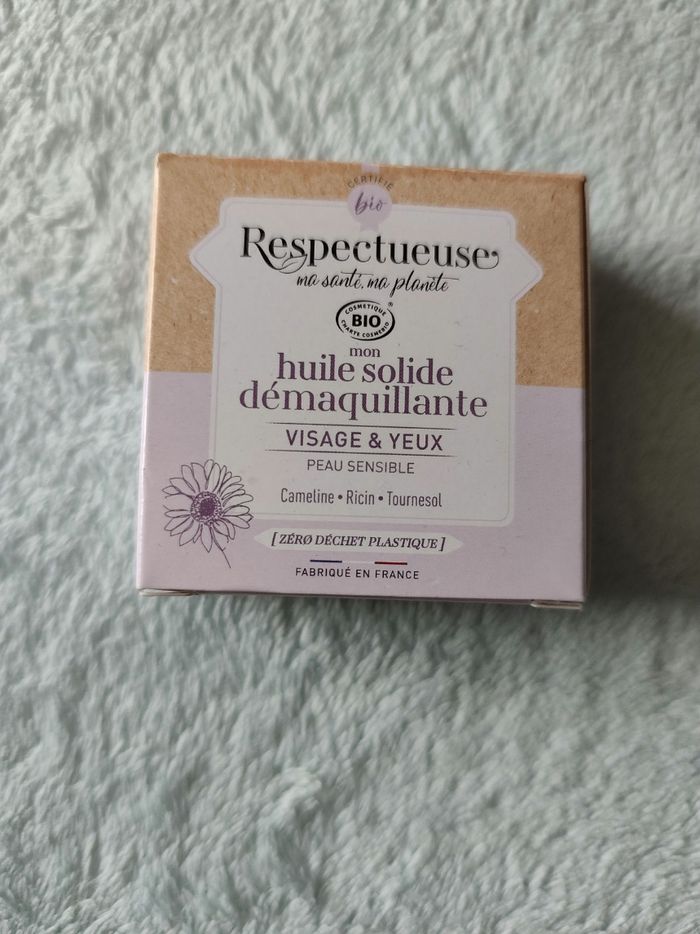 CERTIFIÉ
bio
Respectueuse
ma santé, ma planète
COSMETIQUE
BIO
®
CHARTE COSMEBIO
mon
huile solide
démaquillante
VISAGE & YEUX
PEAU SENSIBLE
Cameline • Ricin • Tournesol
[ ZÉRØ DÉCHET PLASTIQUE ]
FABRIQUÉ EN FRANCE